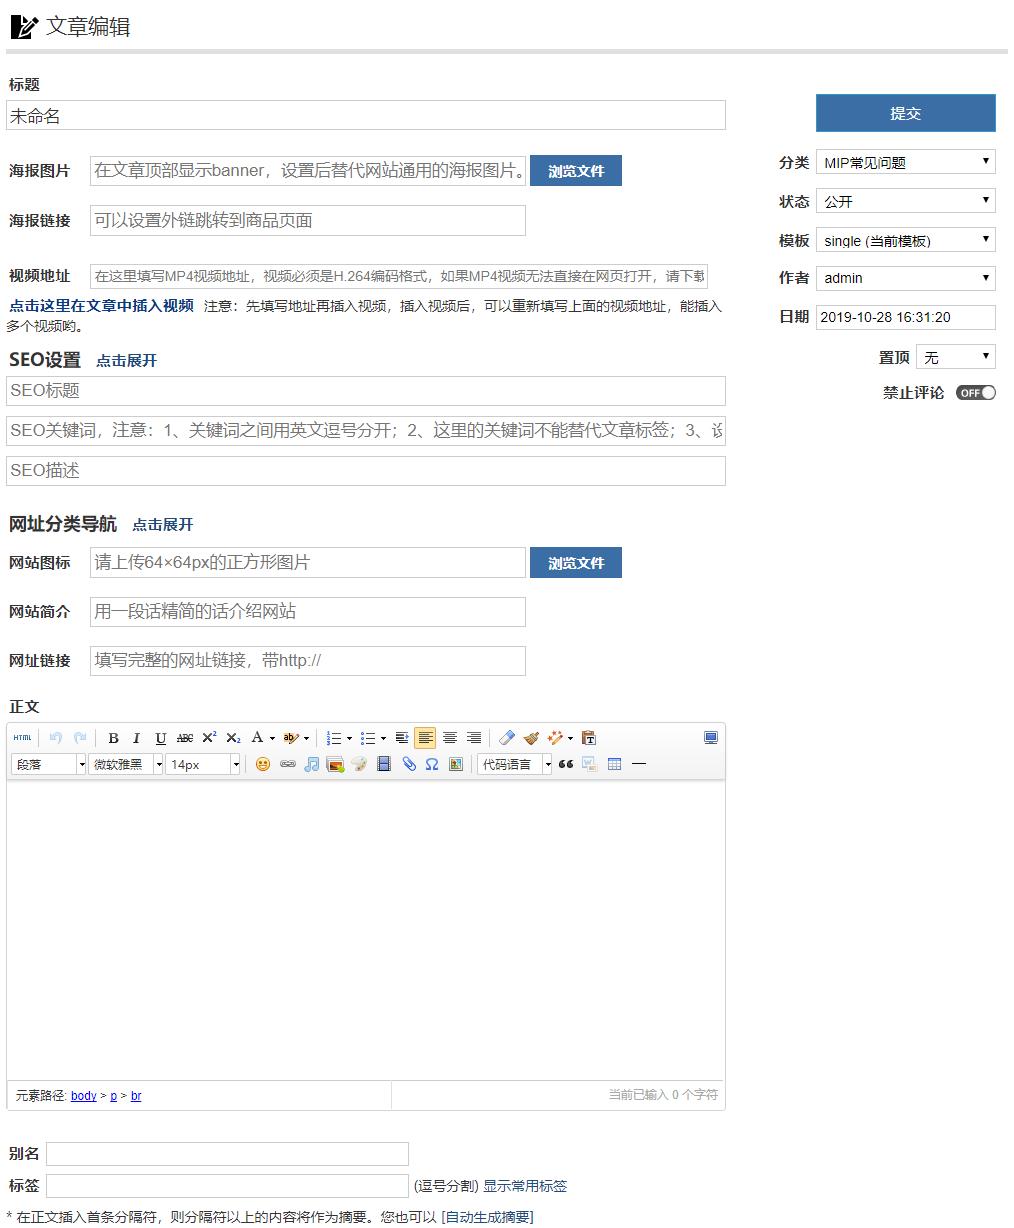 文章编辑
标题
未命名
提交
海报图片 在文章顶部显示banner，设置后替代网站通用的海报图片。 浏览文件
分类 MIP常见问题
状态 公开
海报链接 可以设置外链跳转到商品页面
模板 single (当前模板)
视频地址 在这里填写MP4视频地址，视频必须是H.264编码格式，如果MP4视频无法直接在网页打开，请下载
作者 admin
点击这里在文章中插入视频 注意：先填写地址再插入视频，插入视频后，可以重新填写上面的视频地址，能插入
多个视频哟。
日期 2019-10-28 16:31:20
SEO设置 点击展开
置顶 无
SEO标题
禁止评论 OFF
SEO关键词，注意：1、关键词之间用英文逗号分开；2、这里的关键词不能替代文章标签；3、设
SEO描述
网址分类导航 点击展开
网站图标 请上传64×64px的正方形图片 浏览文件
网站简介 用一段话精简的话介绍网站
网址链接 填写完整的网址链接，带http://
正文
HTML B I U ABC X² X₂ A ab
段落 微软雅黑 14px Ω 代码语言
元素路径: body > p > br 当前已输入 0 个字符
别名
标签 (逗号分割) 显示常用标签
* 在正文插入首条分隔符，则分隔符以上的内容将作为摘要。您也可以 [自动生成摘要]